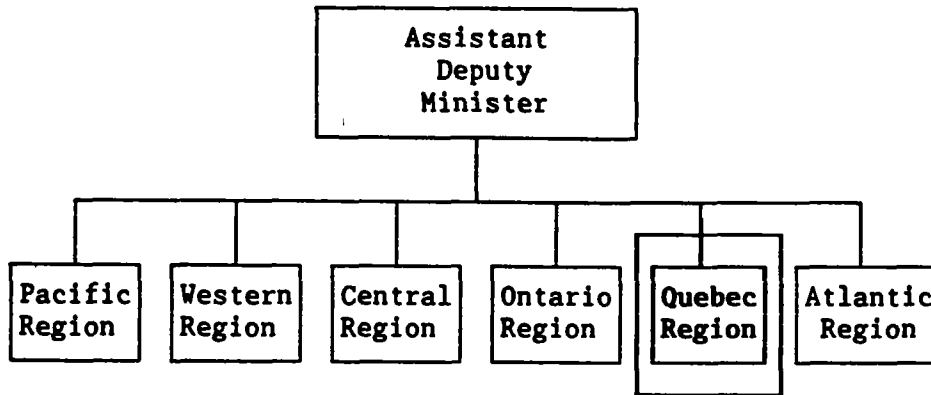 Assistant
Deputy
Minister
Pacific Region
Western Region
Central Region
Ontario Region
Quebec Region
Atlantic Region